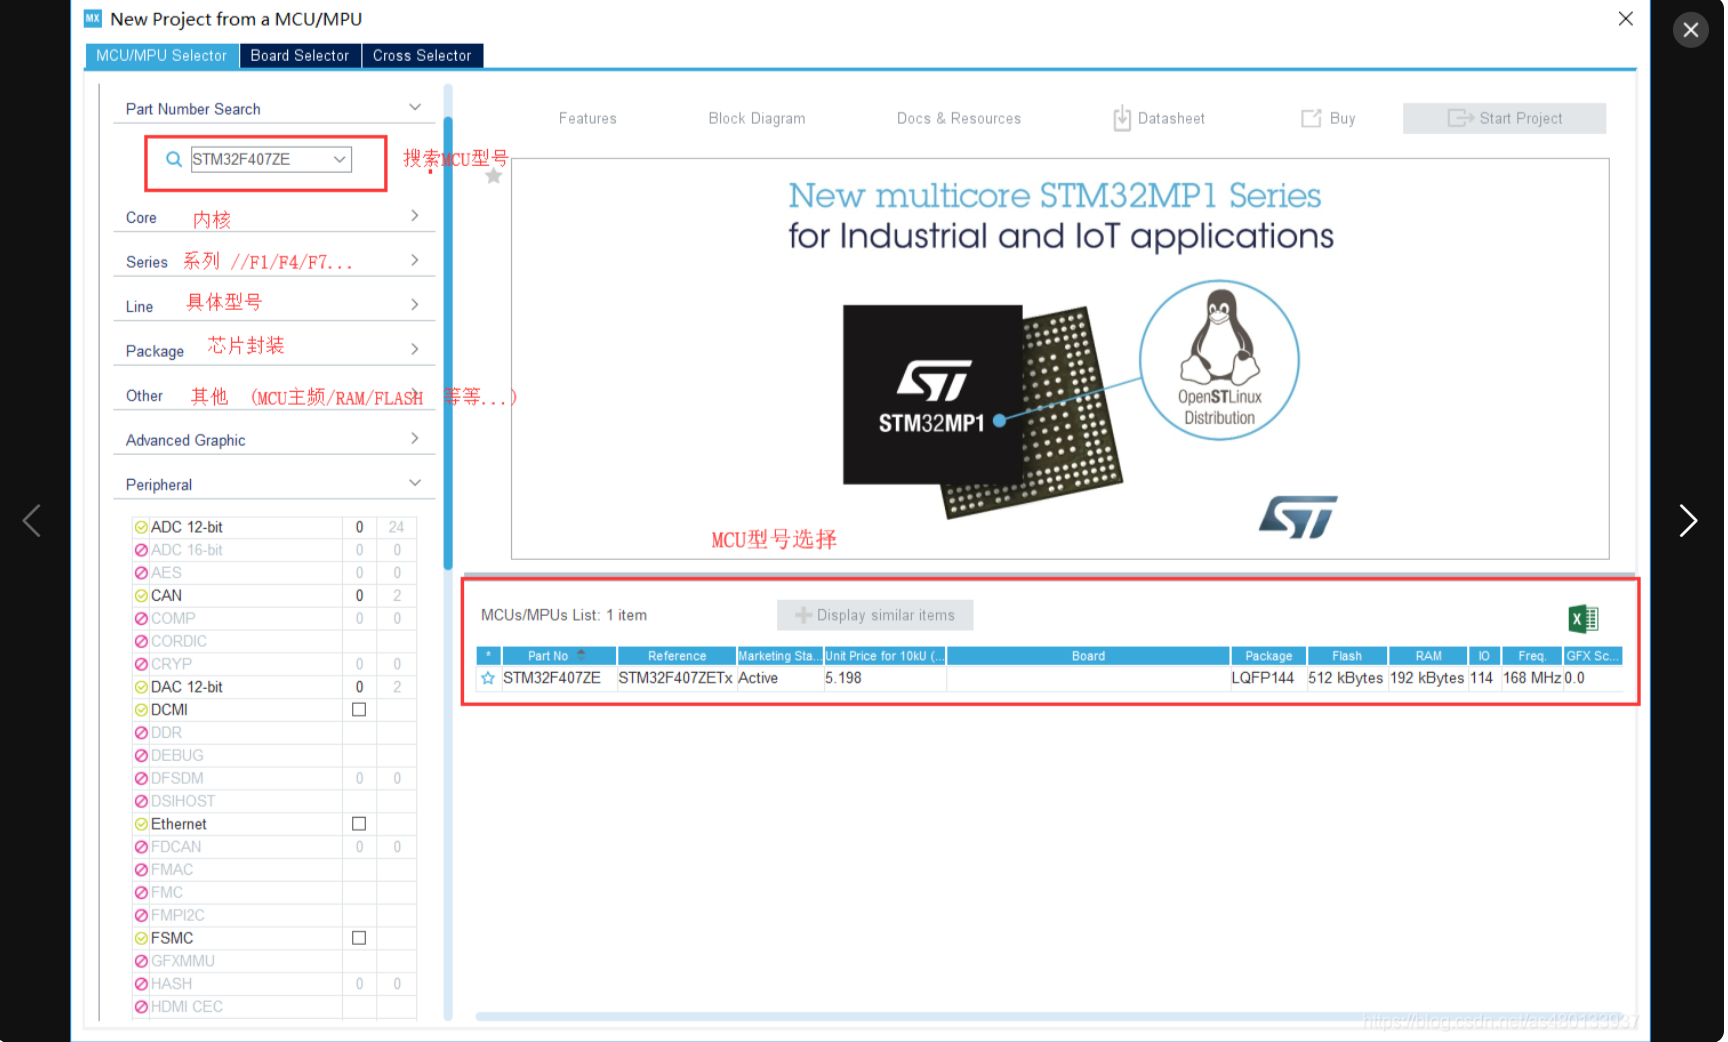 MX New Project from a MCU/MPU
MCU/MPU Selector Board Selector Cross Selector
Part Number Search
STM32F407ZE
搜索MCU型号
Core 内核
Series 系列 //F1/F4/F7...
Line 具体型号
Package 芯片封装
Other 其他 (MCU主频/RAM/FLASH 等等...)
Advanced Graphic
Peripheral
ADC 12-bit 0 24
ADC 16-bit 0 0
AES 0 0
CAN 0 2
COMP 0 0
CORDIC
CRYP 0 0
DAC 12-bit 0 2
DCMI
DDR
DEBUG
DFSDM 0 0
DSIHOST
Ethernet
FDCAN 0 0
FMAC
FMC
FMPI2C
FSMC
GFXMMU
HASH 0 0
HDMI CEC
Features Block Diagram Docs & Resources Datasheet Buy Start Project
New multicore STM32MP1 Series
for Industrial and IoT applications
ST
STM32MP1
OpenSTLinux
Distribution
ST
MCU型号选择
MCUs/MPUs List: 1 item
Display similar items
X
* Part No Reference Marketing Sta... Unit Price for 10kU (... Board Package Flash RAM IO Freq. GFX Sc...
STM32F407ZE STM32F407ZETx Active 5.198 LQFP144 512 kBytes 192 kBytes 114 168 MHz 0.0
https://blog.csdn.net/as480133937